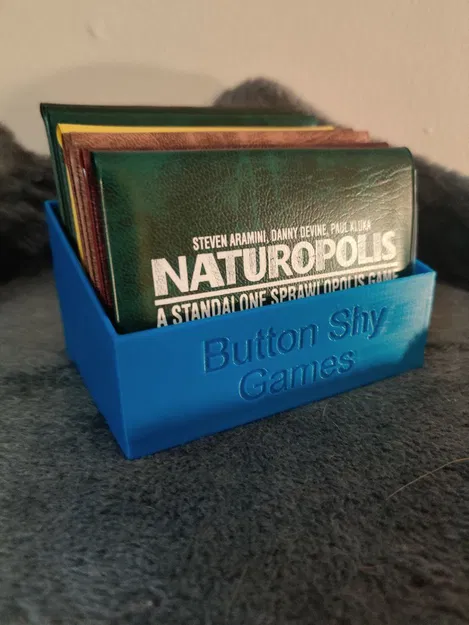 STEVEN ARAMINI, DANNY DEVINE, PAUL KLUKA
NATUROPOLIS
A STANDALONE SPRAWLOPOLIS GAME
Button Shy
Games